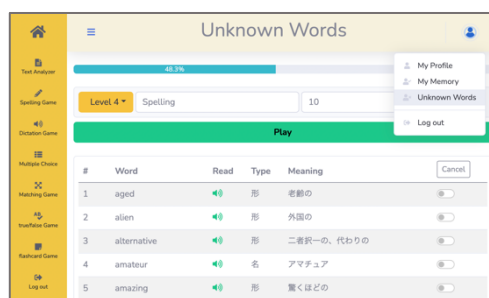 Unknown Words
Text Analyzer
Spelling Game
Dictation Game
Multiple Choice
Matching Game
true/false Game
flashcard Game
Log out
48.3%
My Profile
My Memory
Unknown Words
Log out
Level 4 Spelling 10
Play
# Word Read Type Meaning Cancel
1 aged 形 老齢の
2 alien 形 外国の
3 alternative 形 二者択一の、代わりの
4 amateur 名 アマチュア
5 amazing 形 驚くほどの